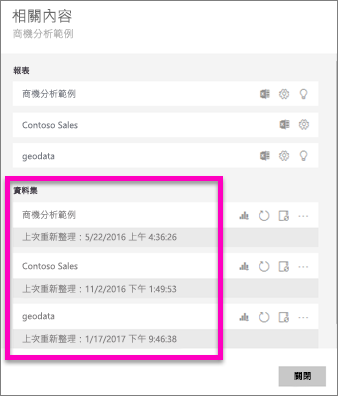 相關內容
商機分析範例
報表
商機分析範例
Contoso Sales
geodata
資料集
商機分析範例
上次重新整理：5/22/2016 上午 4:36:26
Contoso Sales
上次重新整理：11/2/2016 下午 1:49:53
geodata
上次重新整理：1/17/2017 下午 9:46:38
關閉